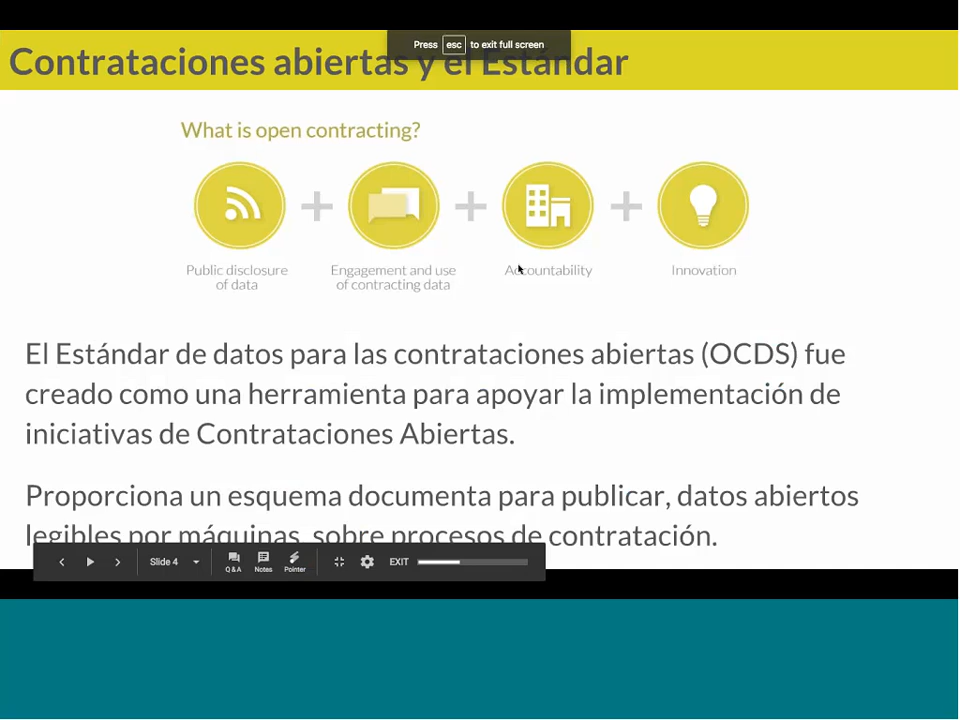 Press esc to exit full screen
Contrataciones abiertas y el Estándar
What is open contracting?
Public disclosure
of data
Engagement and use
of contracting data
Accountability
Innovation
El Estándar de datos para las contrataciones abiertas (OCDS) fue
creado como una herramienta para apoyar la implementación de
iniciativas de Contrataciones Abiertas.
Proporciona un esquema documenta para publicar, datos abiertos
legibles por máquinas, sobre procesos de contratación.
Slide 4
Q&A
Notes
Pointer
EXIT